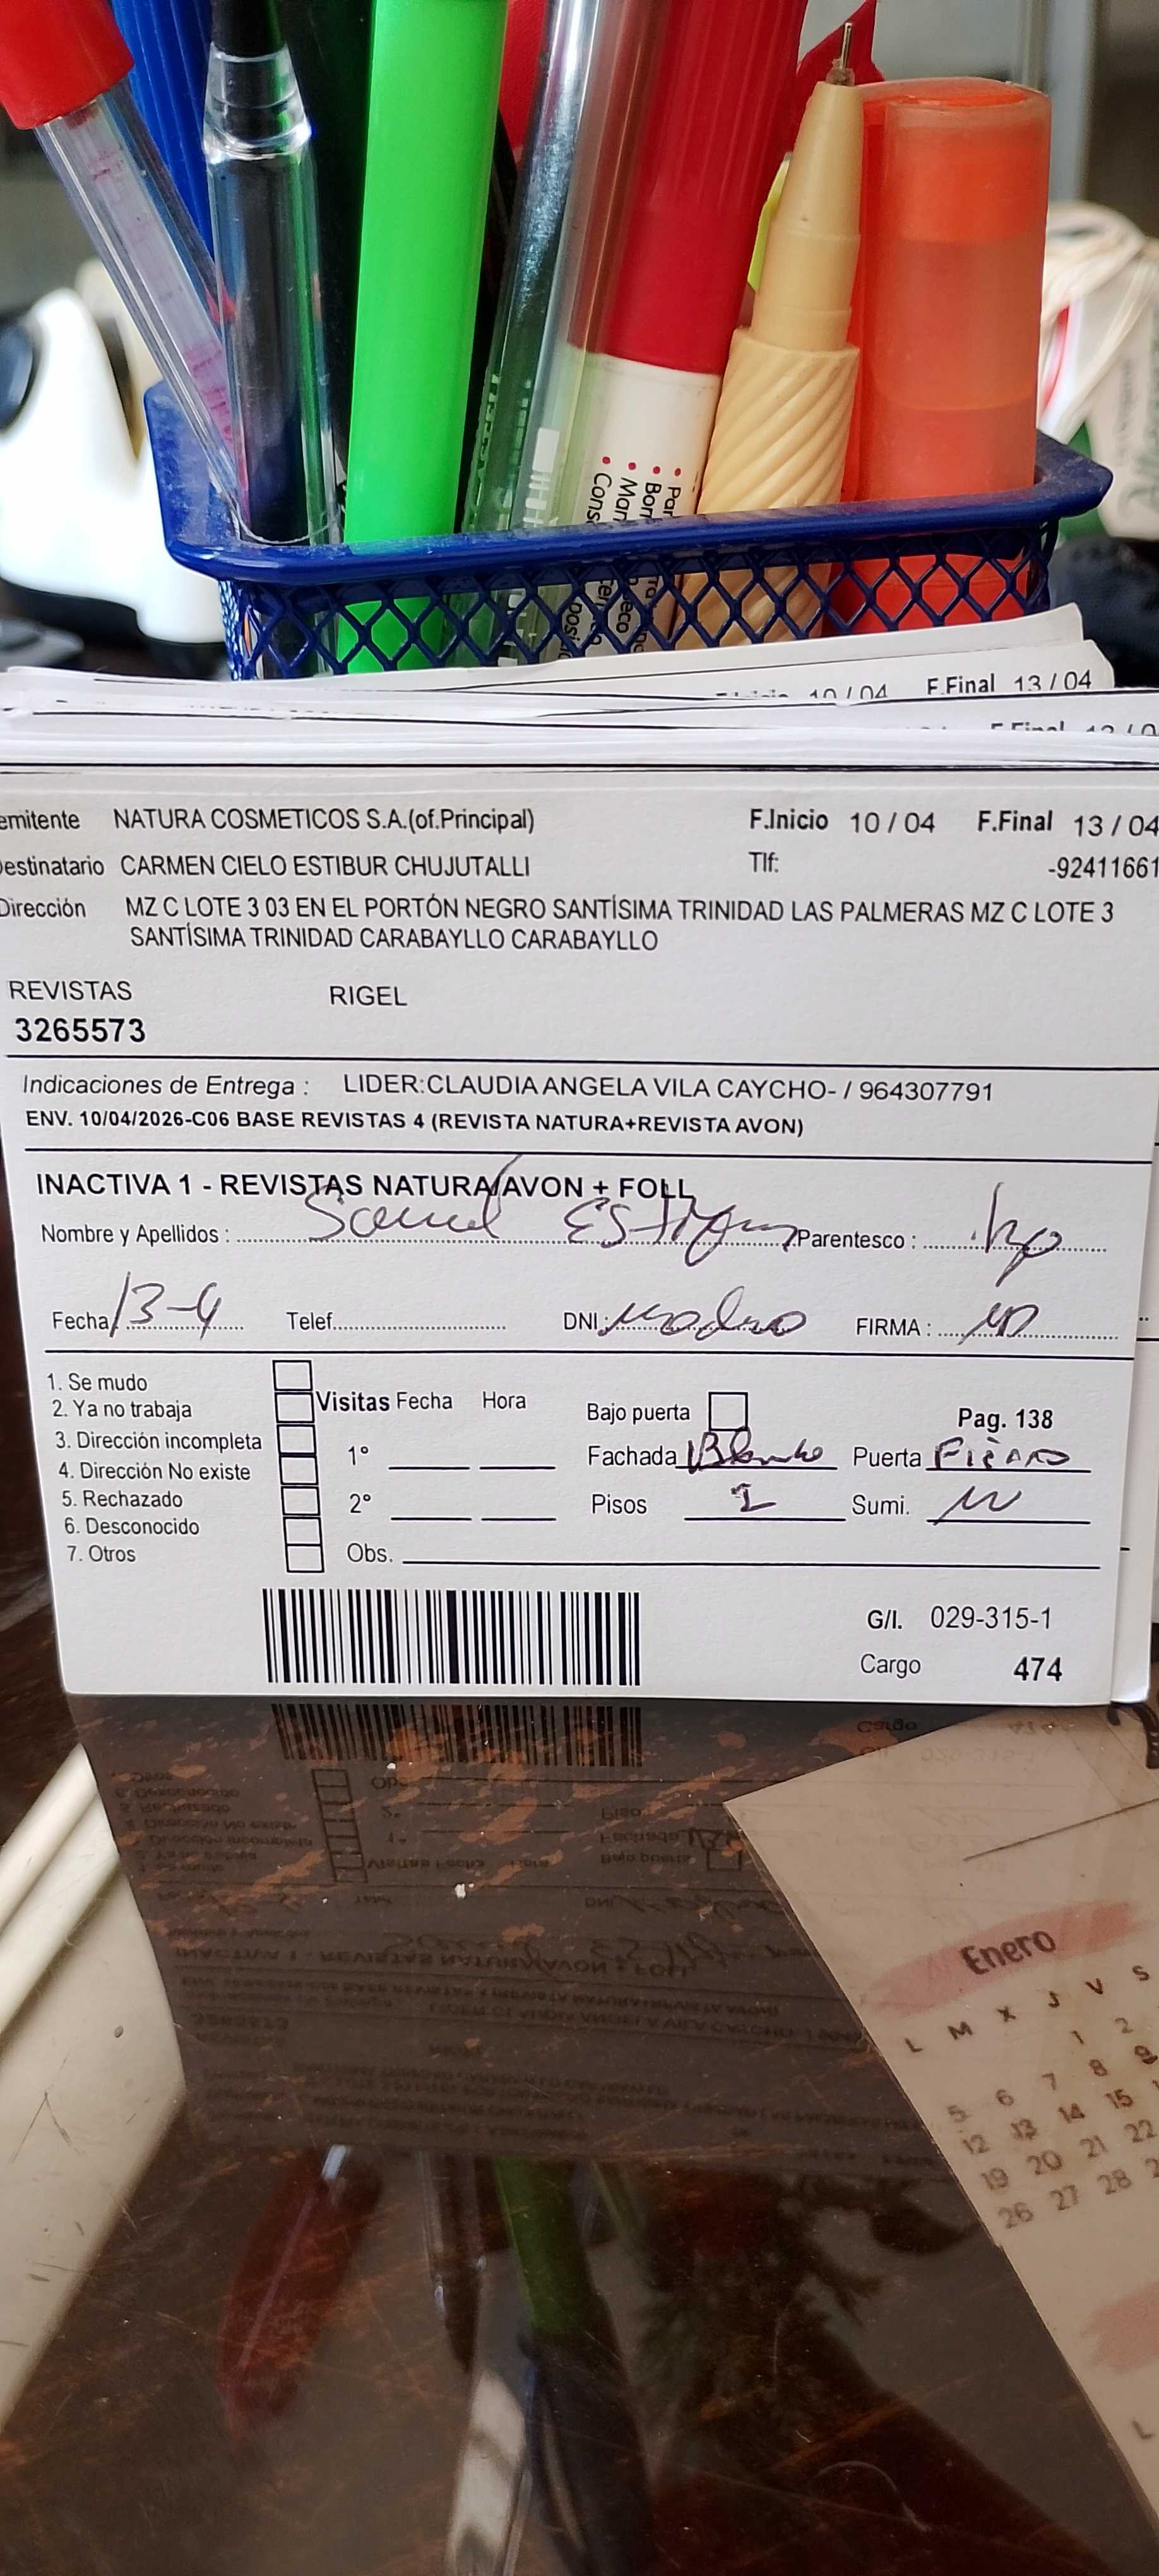 F.Final 13 / 04
emitente NATURA COSMETICOS S.A.(of.Principal) F.Inicio 10 / 04 F.Final 13 / 04
Destinatario CARMEN CIELO ESTIBUR CHUJUTALLI Tlf: -92411661
Dirección MZ C LOTE 3 03 EN EL PORTÓN NEGRO SANTÍSIMA TRINIDAD LAS PALMERAS MZ C LOTE 3
SANTÍSIMA TRINIDAD CARABAYLLO CARABAYLLO
REVISTAS RIGEL
3265573
Indicaciones de Entrega : LIDER:CLAUDIA ANGELA VILA CAYCHO- / 964307791
ENV. 10/04/2026-C06 BASE REVISTAS 4 (REVISTA NATURA+REVISTA AVON)
INACTIVA 1 - REVISTAS NATURA/AVON + FOLL
Nombre y Apellidos : Parentesco :
Fecha 13-4 Telef. DNI: FIRMA :
1. Se mudo
2. Ya no trabaja
3. Dirección incompleta
4. Dirección No existe
5. Rechazado
6. Desconocido
7. Otros
Visitas Fecha Hora
1°
2°
Obs.
Bajo puerta Pag. 138
Fachada Puerta Fierro
Pisos 1 Sumi.
G/I. 029-315-1
Cargo 474
Enero
L M X J V S
1 2
5 6 7 8 9
12 13 14 15
19 20 21 22
26 27 28